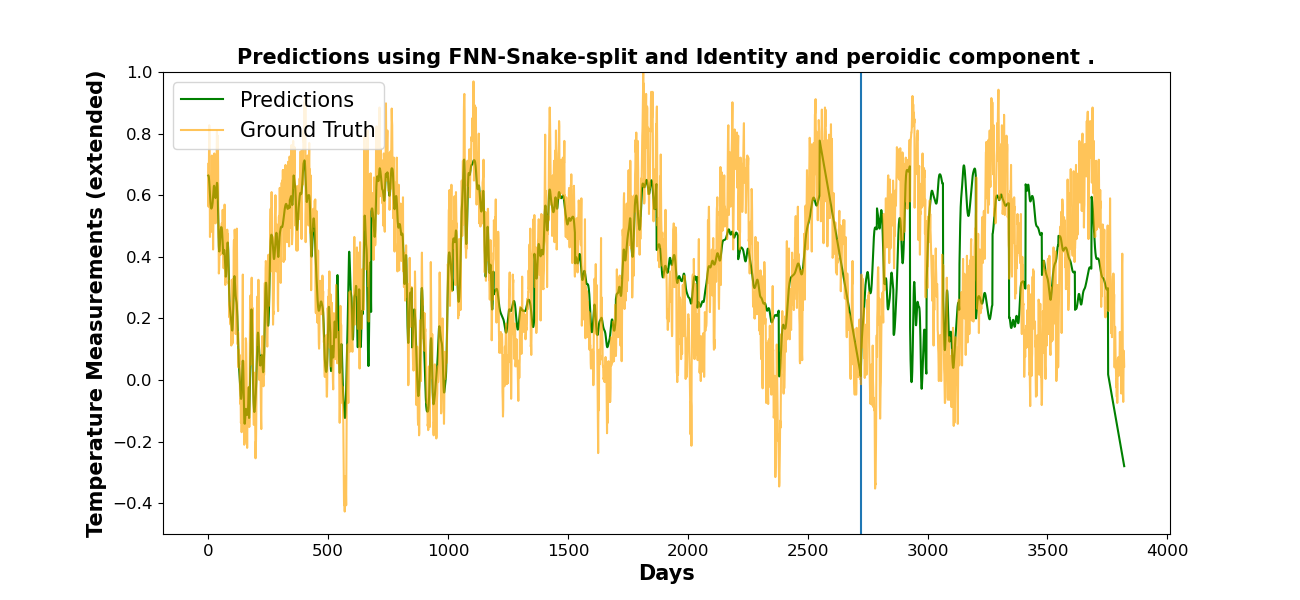 Predictions using FNN-Snake-split and Identity and peroidic component .
Temperature Measurements (extended)
1.0
0.8
0.6
0.4
0.2
0.0
−0.2
−0.4
Predictions
Ground Truth
0 500 1000 1500 2000 2500 3000 3500 4000
Days